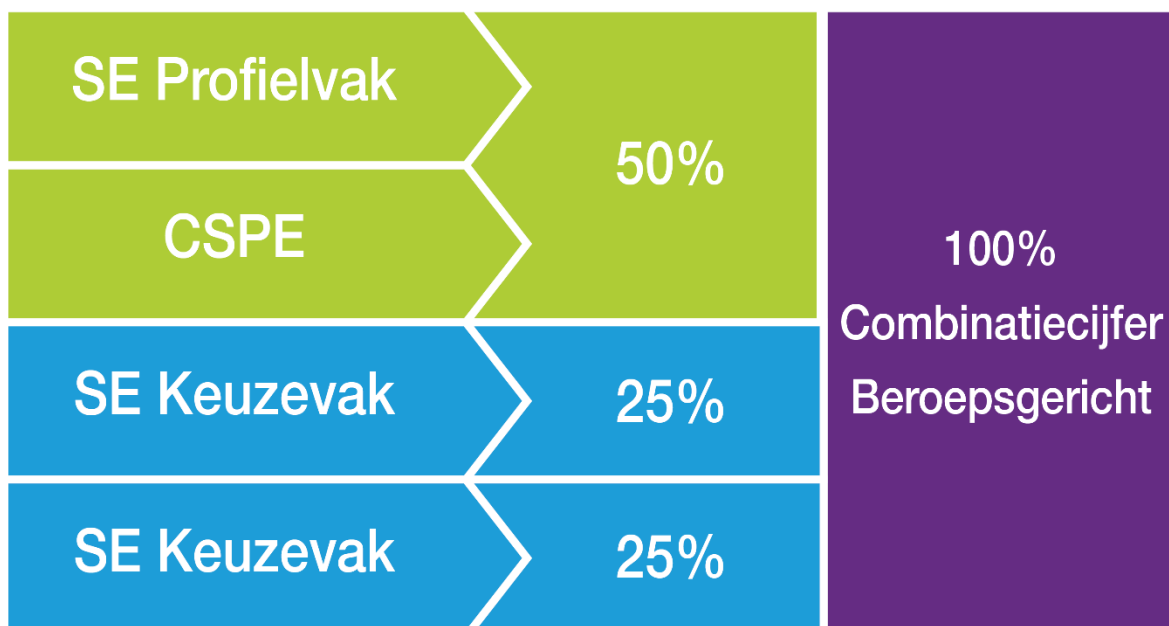 SE Profielvak
CSPE
50%
SE Keuzevak
25%
SE Keuzevak
25%
100%
Combinatiecijfer
Beroepsgericht